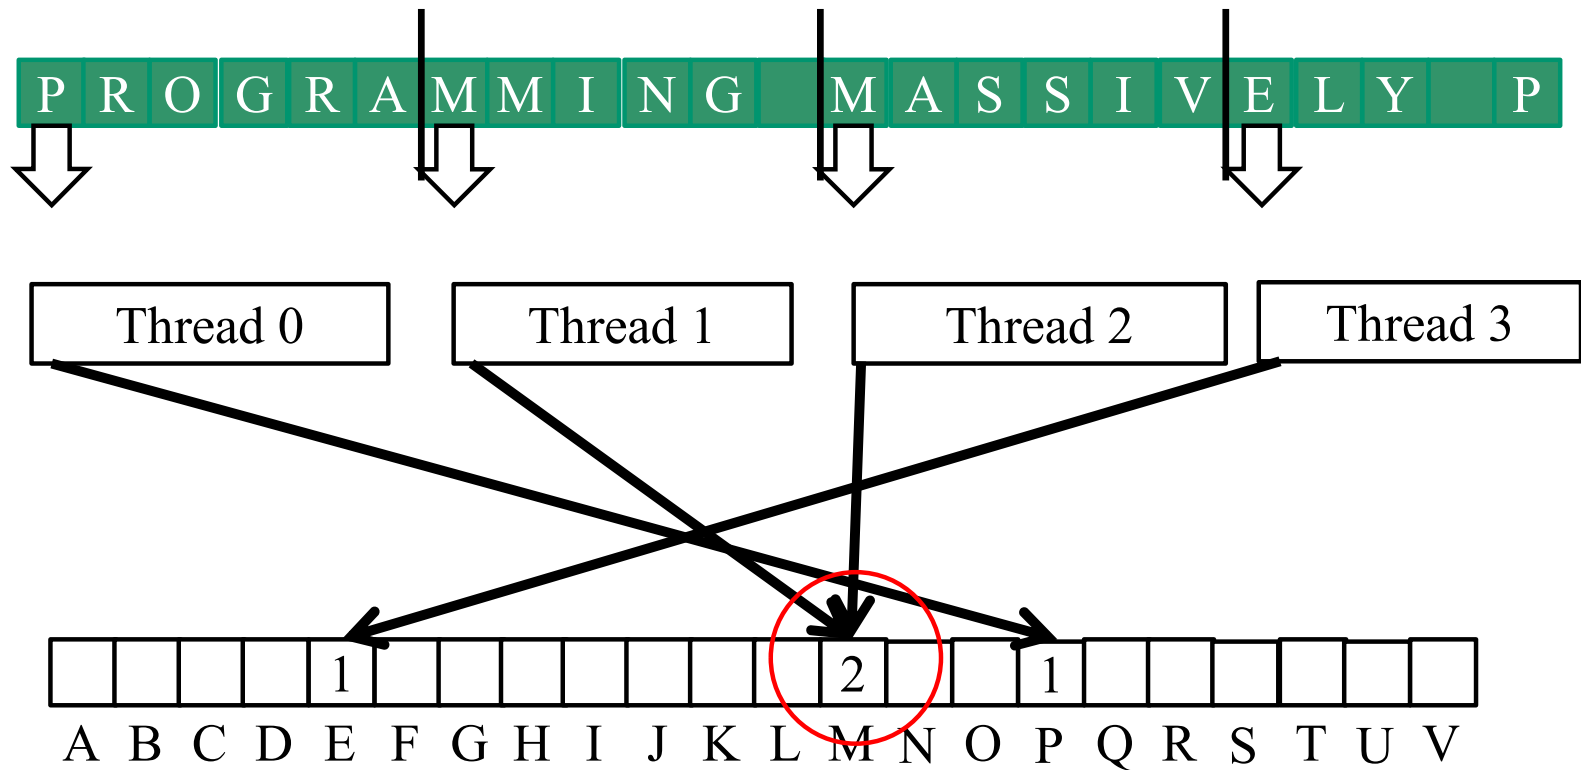 P R O G R A M M I N G M A S S I V E L Y P
Thread 0 Thread 1 Thread 2 Thread 3
1 2 1
A B C D E F G H I J K L M N O P Q R S T U V